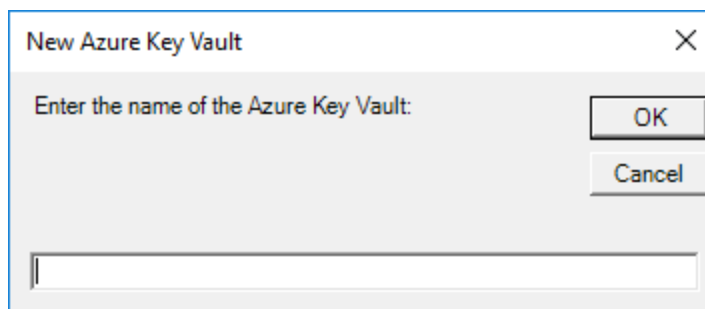 New Azure Key Vault
Enter the name of the Azure Key Vault:
OK
Cancel